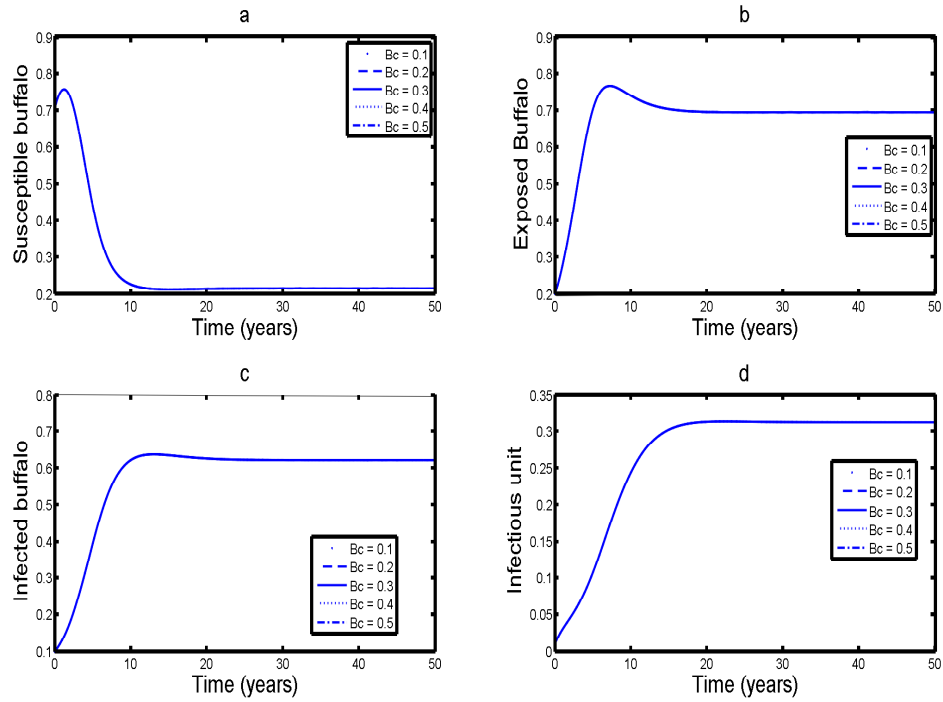 a
0.9
0.8
0.7
0.6
0.5
0.4
0.3
0.2
Susceptible buffalo
Bc = 0.1
Bc = 0.2
Bc = 0.3
Bc = 0.4
Bc = 0.5
0 10 20 30 40 50
Time (years)
b
0.9
0.8
0.7
0.6
0.5
0.4
0.3
0.2
Exposed Buffalo
Bc = 0.1
Bc = 0.2
Bc = 0.3
Bc = 0.4
Bc = 0.5
0 10 20 30 40 50
Time (years)
c
0.8
0.7
0.6
0.5
0.4
0.3
0.2
0.1
Infected buffalo
Bc = 0.1
Bc = 0.2
Bc = 0.3
Bc = 0.4
Bc = 0.5
0 10 20 30 40 50
Time (years)
d
0.35
0.3
0.25
0.2
0.15
0.1
0.05
0
Infectious unit
Bc = 0.1
Bc = 0.2
Bc = 0.3
Bc = 0.4
Bc = 0.5
0 10 20 30 40 50
Time (years)